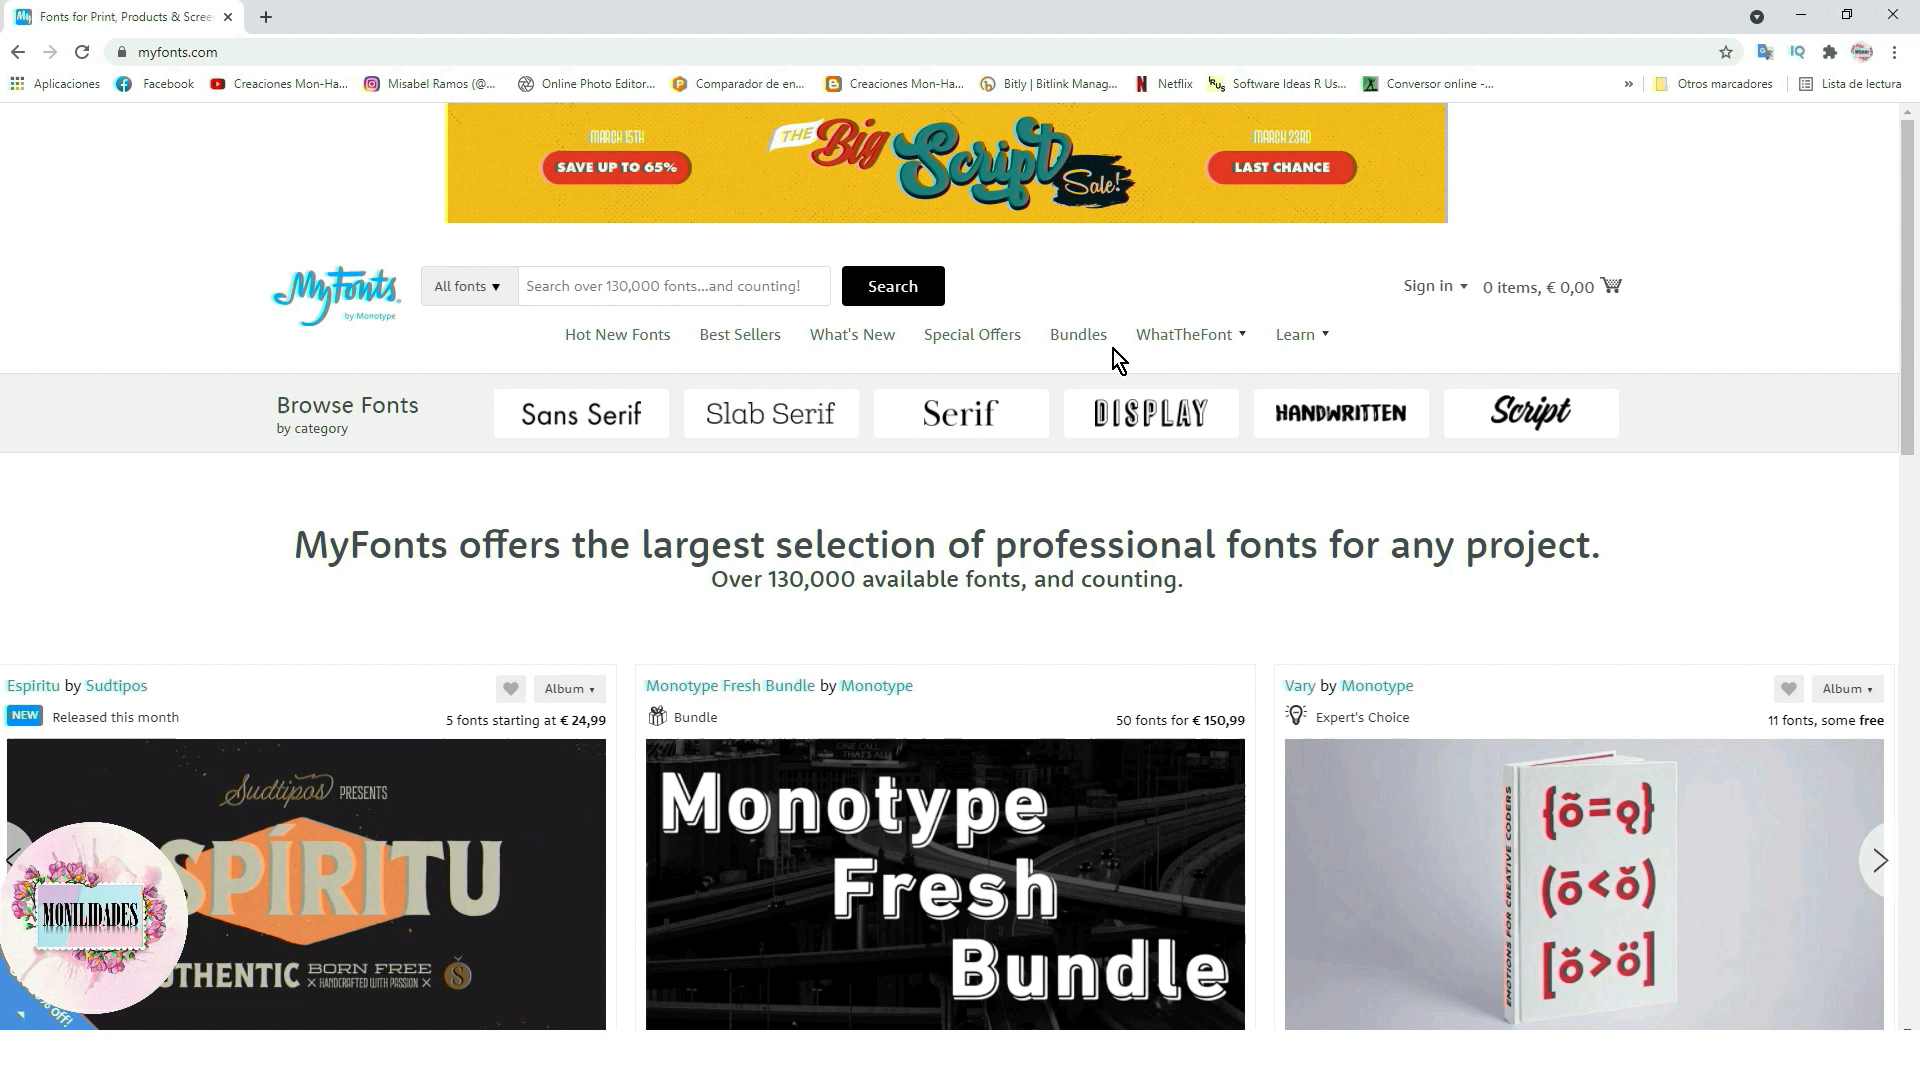 Fonts for Print, Products & Scree
myfonts.com
IQ
Aplicaciones Facebook Creaciones Mon-Ha... Misabel Ramos (@... Online Photo Editor... Comparador de en... Creaciones Mon-Ha... Bitly | Bitlink Manag... Netflix Software Ideas R Us... Conversor online -... » Otros marcadores Lista de lectura
MARCH 15TH
SAVE UP TO 65%
THE Big Script Sale!
MARCH 23RD
LAST CHANCE
MyFonts
by Monotype
All fonts Search over 130,000 fonts...and counting! Search
Sign in 0 items, € 0,00
Hot New Fonts Best Sellers What's New Special Offers Bundles WhatTheFont Learn
Browse Fonts
by category
Sans Serif Slab Serif Serif DISPLAY HANDWRITTEN Script
MyFonts offers the largest selection of professional fonts for any project.
Over 130,000 available fonts, and counting.
Espiritu by Sudtipos
Album
NEW Released this month
5 fonts starting at € 24,99
Sudtipos PRESENTS
SPÍRITU
THENTIC BORN FREE
× HANDCRAFTED WITH PASSION ×
MONILIDADES
off!
Monotype Fresh Bundle by Monotype
Bundle
50 fonts for € 150,99
ONE CALL
THAT'S ALL
Monotype
Fresh
Bundle
Vary by Monotype
Album
Expert's Choice
11 fonts, some free
EMOTIONS FOR CREATIVE CODERS
{õ=ǫ}
(ō<ŏ)
[ŏ>ö]